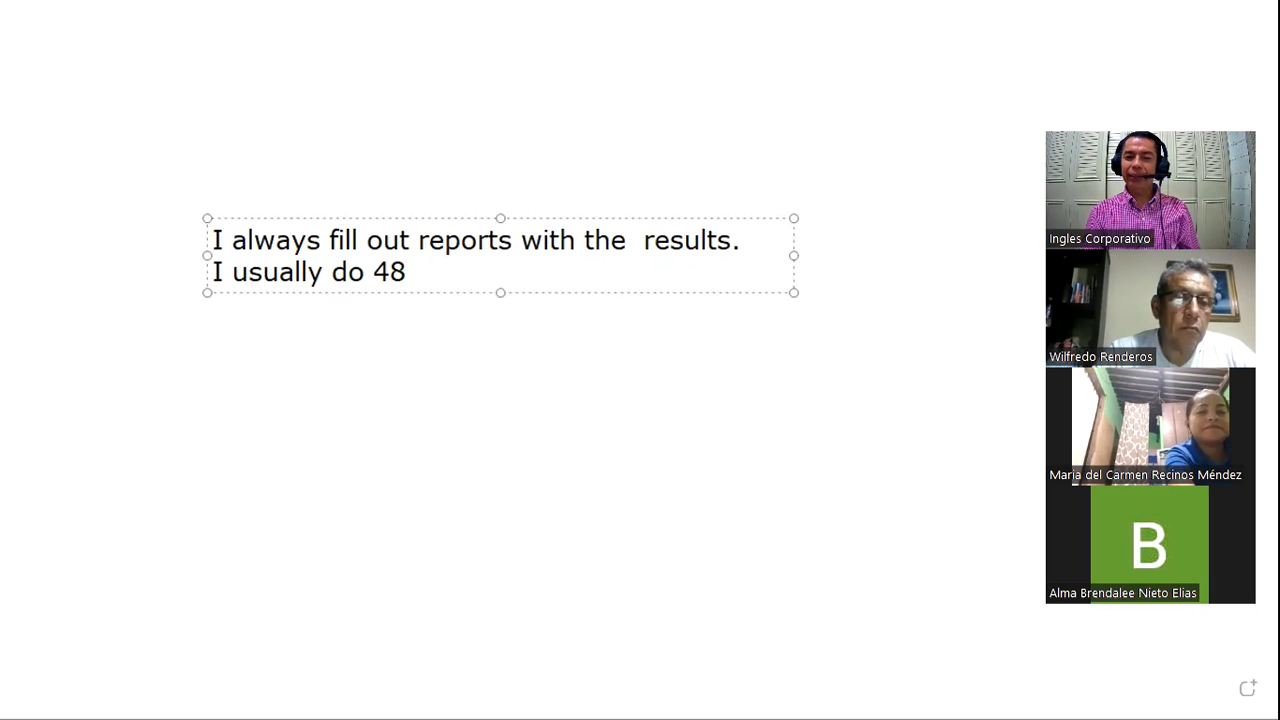 I always fill out reports with the  results.
I usually do 48
Ingles Corporativo
Wilfredo Renderos
Maria del Carmen Recinos Méndez
B
Alma Brendalee Nieto Elias